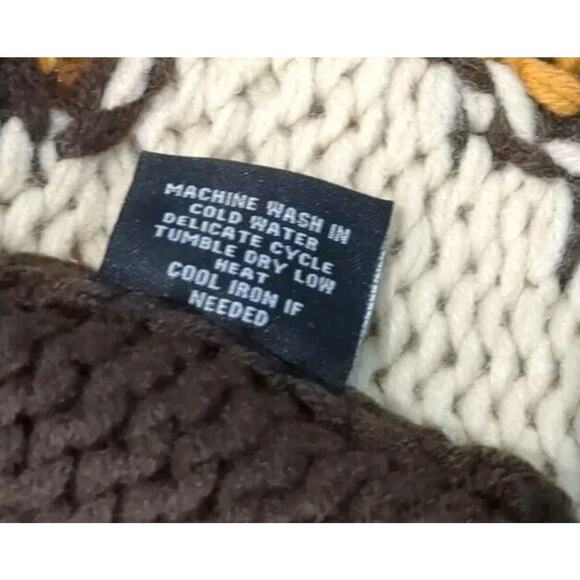 MACHINE WASH IN
COLD WATER
DELICATE CYCLE
TUMBLE DRY LOW
HEAT
COOL IRON IF
NEEDED